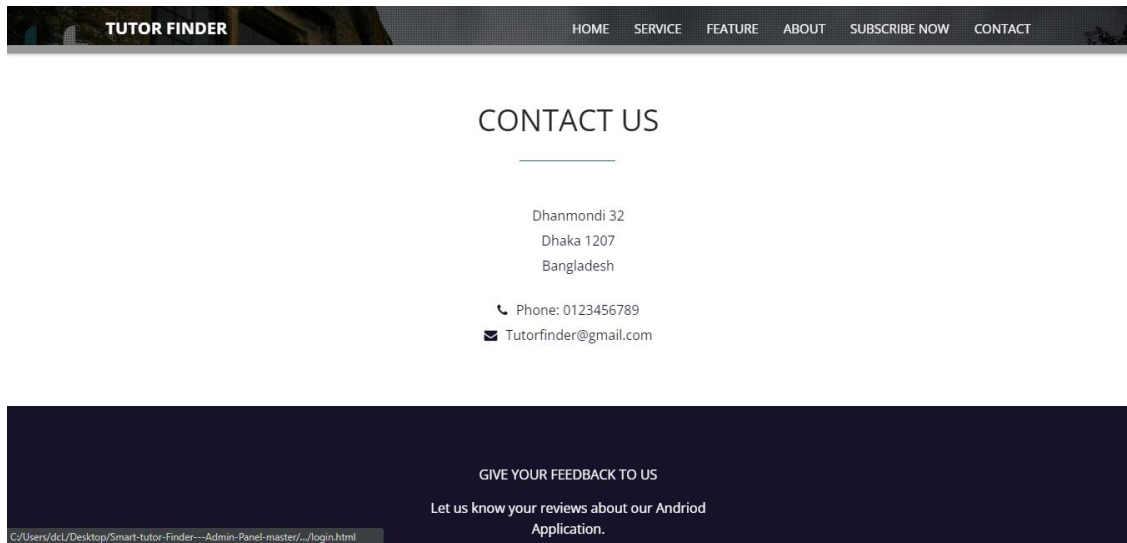 TUTOR FINDER HOME SERVICE FEATURE ABOUT SUBSCRIBE NOW CONTACT
CONTACT US
Dhanmondi 32
Dhaka 1207
Bangladesh
Phone: 0123456789
Tutorfinder@gmail.com
GIVE YOUR FEEDBACK TO US
Let us know your reviews about our Andriod
Application.
C:/Users/dcl/Desktop/Smart-tutor-Finder---Admin-Panel-master/.../login.html